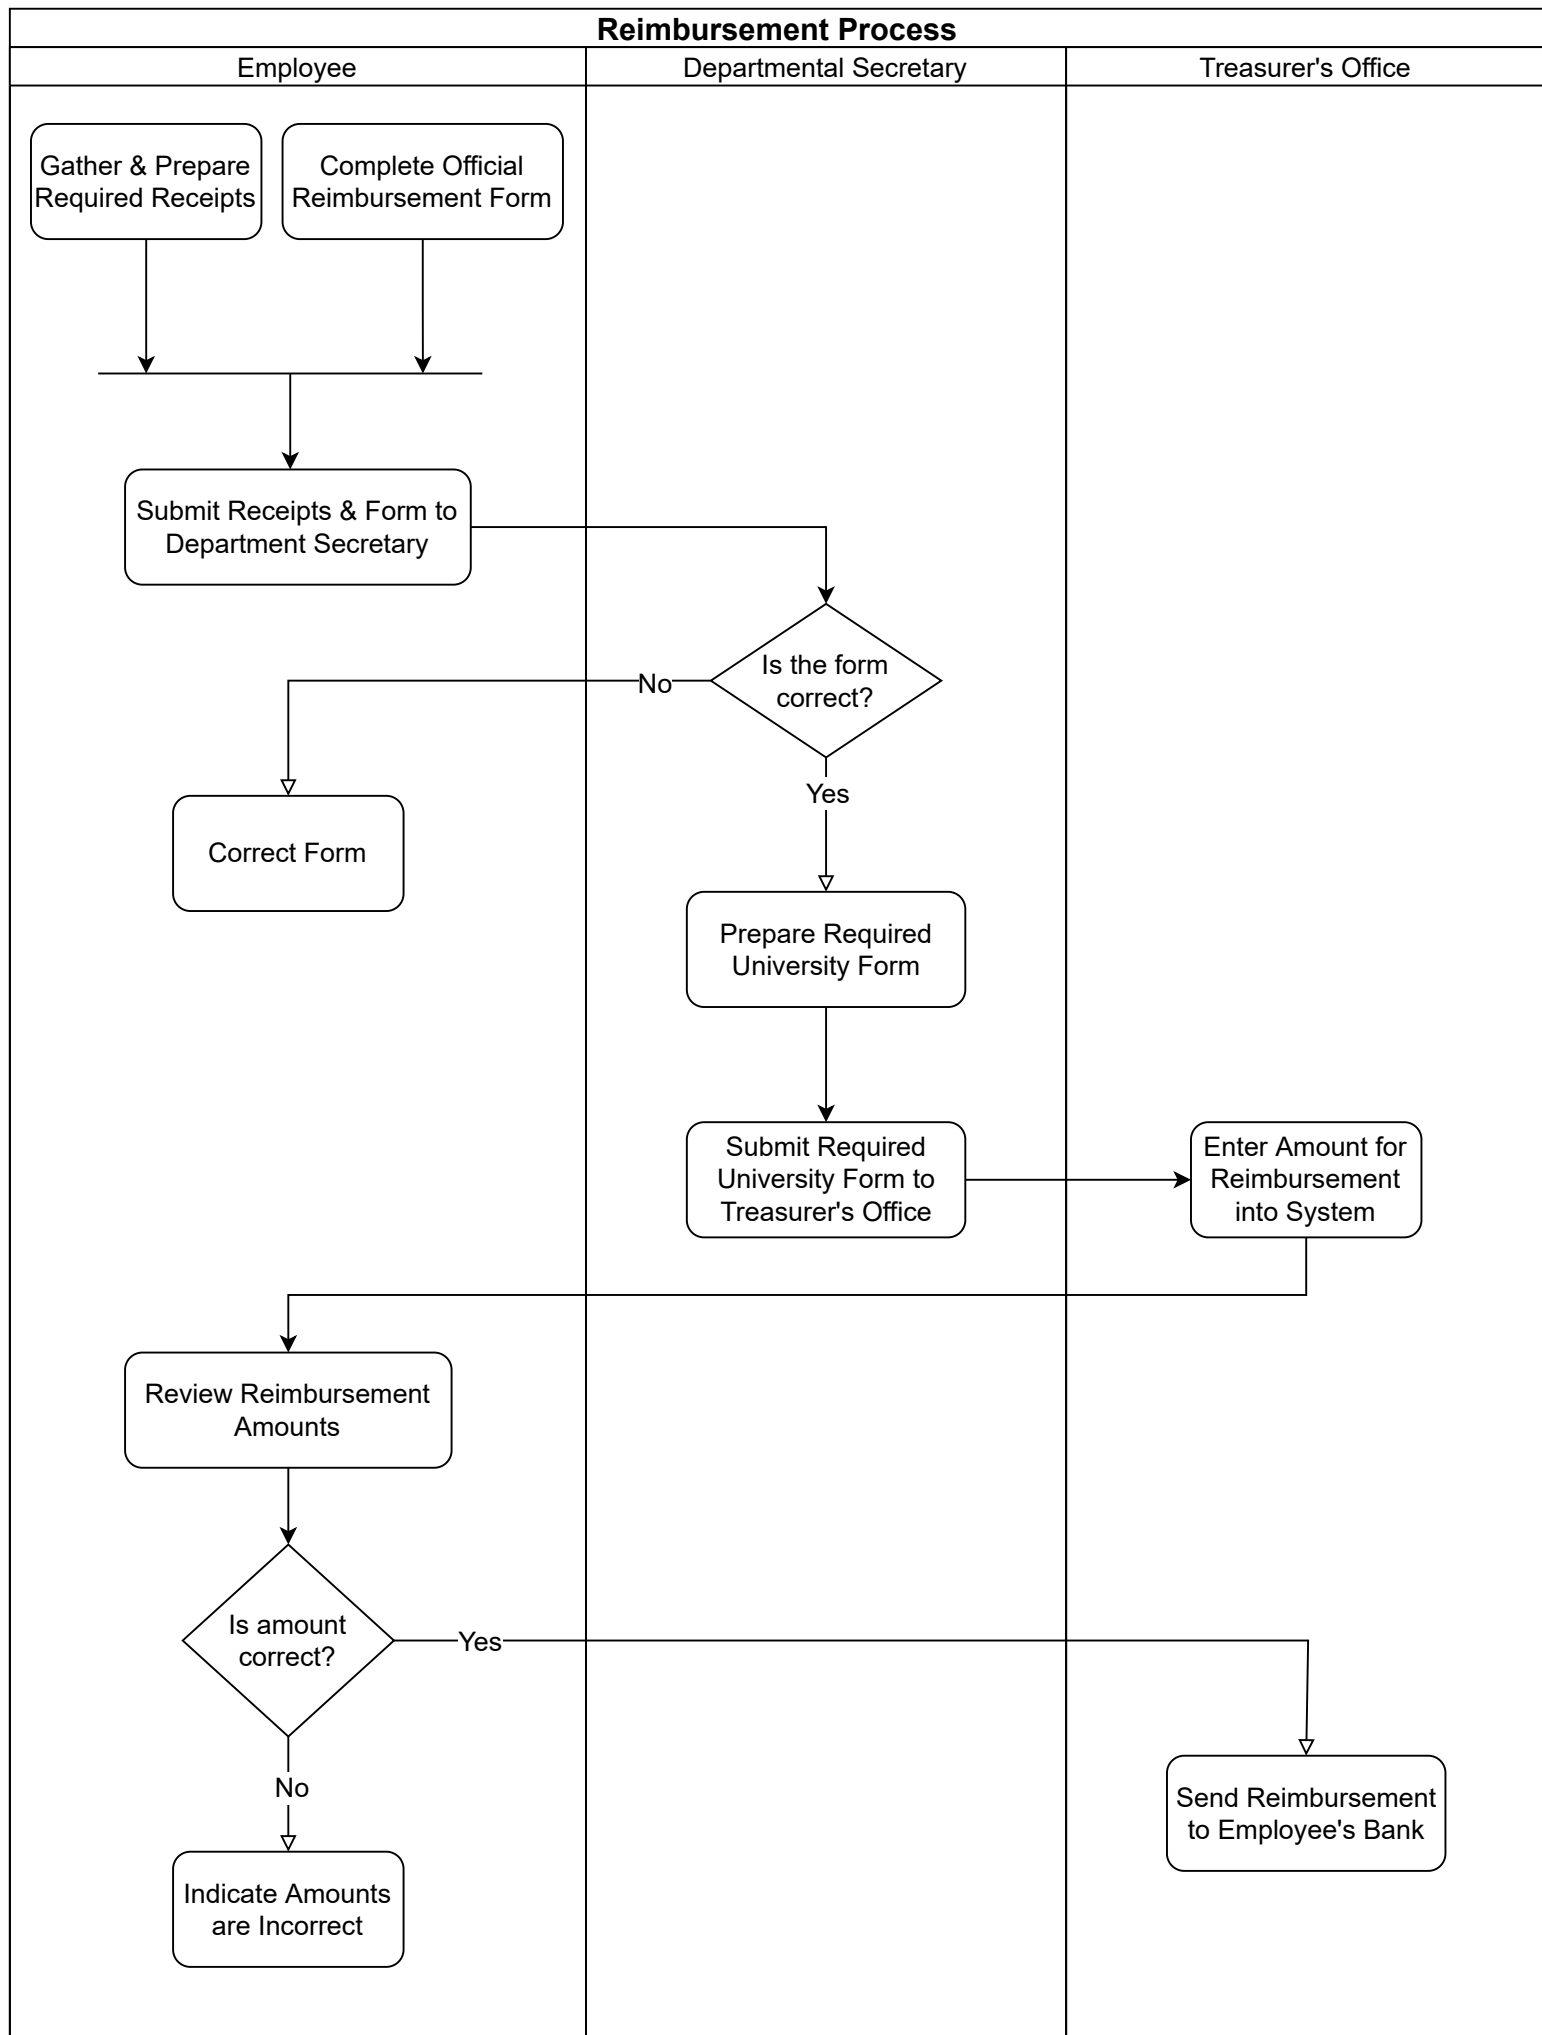 Reimbursement Process
Employee
Departmental Secretary
Treasurer's Office
Gather & Prepare
Required Receipts
Complete Official
Reimbursement Form
Submit Receipts & Form to
Department Secretary
Is the form
correct?
No
Yes
Correct Form
Prepare Required
University Form
Submit Required
University Form to
Treasurer's Office
Enter Amount for
Reimbursement
into System
Review Reimbursement
Amounts
Is amount
correct?
Yes
No
Send Reimbursement
to Employee's Bank
Indicate Amounts
are Incorrect